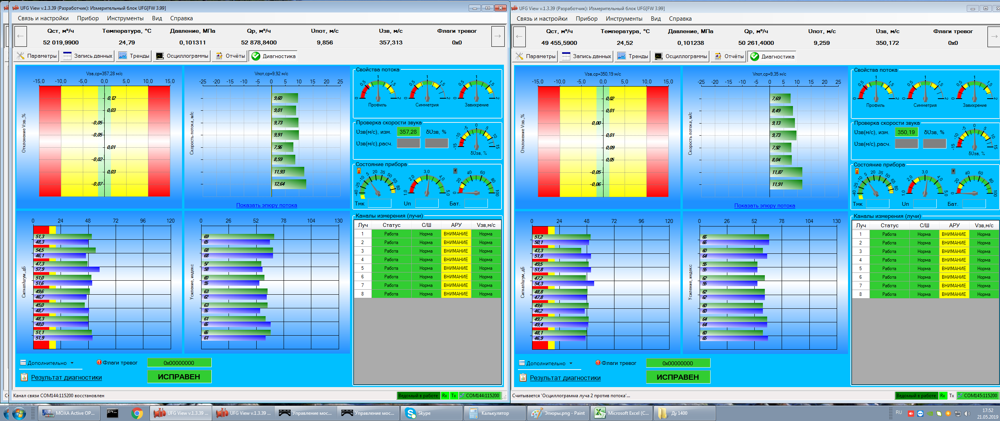 UFG View v.1.3.39 (Разработчик): Измерительный блок UFG[FW 3.99]
Связь и настройки Прибор Инструменты Вид Справка
Qст, м³/ч Температура, °C Давление, МПа Qр, м³/ч Uпот, м/с Uзв, м/с Флаги тревог
52 019,9900 24,79 0,101311 52 878,8400 9,856 357,313 0x0
Параметры Запись данных Тренды Осциллограммы Отчёты Диагностика
Vзв,ср=357,28 м/с
-15,0 -10,0 -5,0 0,0 5,0 10,0 15,0
Отклонение Vзв.,%
0,12
0,03
-0,05
-0,05
0,01
-0,02
0,03
-0,07
Vпот,ср=9,92 м/с
-25 -20 -15 -10 -5 0 5 10 15 20 25
Скорость потока, м/с
9,60
9,01
9,73
9,91
7,96
8,59
11,93
12,64
Показать эпюру потока
Свойства потока
0 0,5 1 1,5 2
0 0,5 1 1,5 2
0 0,5 1 1,5 2
Профиль Симметрия Завихрение
Проверка скорости звука
Uзв(м/с), изм. 357,28 δUзв, %
Uзв(м/с),расч.
-15 -10 -5 0 5 10 15
δUзв, %
Состояние прибора
-40 -25 -10 5 20 35 50 65 80
1,0 2,0 3,0 4,0 5,0
0 20 40 60 80 100
Тмк Uп Бат.
0 24 48 72 96 120
Сигнал/шум, дБ
51,3
48,3
54,5
46,1
47,3
57,9
51,0
51,6
49,6
46,7
45,0
48,7
48,3
48,0
51,1
51,9
0 26 52 78 104 130
Усиление, индекс
69
65
68
68
57
58
60
55
63
62
63
56
61
66
66
61
Каналы измерения (лучи)
Луч Статус С/Ш АРУ Vзв,м/с
1 Работа Норма ВНИМАНИЕ Норма
2 Работа Норма ВНИМАНИЕ Норма
3 Работа Норма ВНИМАНИЕ Норма
4 Работа Норма ВНИМАНИЕ Норма
5 Работа Норма ВНИМАНИЕ Норма
6 Работа Норма ВНИМАНИЕ Норма
7 Работа Норма ВНИМАНИЕ Норма
8 Работа Норма ВНИМАНИЕ Норма
Дополнительно Флаги тревог 0x00000000
Результат диагностики ИСПРАВЕН
Канал связи COM144:115200 восстановлен Ведомый в работе Rx Tx COM144:115200
UFG View v.1.3.39 (Разработчик): Измерительный блок UFG[FW 3.99]
Связь и настройки Прибор Инструменты Вид Справка
Qст, м³/ч Температура, °C Давление, МПа Qр, м³/ч Uпот, м/с Uзв, м/с Флаги тревог
49 455,5900 24,52 0,101238 50 261,4000 9,259 350,172 0x0
Параметры Запись данных Тренды Осциллограммы Отчёты Диагностика
Vзв,ср=350,19 м/с
-15,0 -10,0 -5,0 0,0 5,0 10,0 15,0
Отклонение Vзв.,%
0,02
0,01
0,00
0,01
0,09
0,05
-0,05
-0,06
Vпот,ср=9,35 м/с
-25 -20 -15 -10 -5 0 5 10 15 20 25
Скорость потока, м/с
7,69
8,49
9,13
9,73
7,92
8,04
11,87
11,91
Показать эпюру потока
Свойства потока
0 0,5 1 1,5 2
0 0,5 1 1,5 2
0 0,5 1 1,5 2
Профиль Симметрия Завихрение
Проверка скорости звука
Uзв(м/с), изм. 350,19 δUзв, %
Uзв(м/с),расч.
-15 -10 -5 0 5 10 15
δUзв, %
Состояние прибора
-40 -25 -10 5 20 35 50 65 80
1,0 2,0 3,0 4,0 5,0
0 20 40 60 80 100
Тмк Uп Бат.
0 24 48 72 96 120
Сигнал/шум, дБ
51,2
50,1
43,3
51,8
49,5
51,8
47,2
54,3
48,8
47,8
49,6
46,2
49,7
49,4
48,1
46,9
0 26 52 78 104 130
Усиление, индекс
66
66
60
64
55
55
62
55
62
62
60
60
64
64
60
65
Каналы измерения (лучи)
Луч Статус С/Ш АРУ Vзв,м/с
1 Работа Норма ВНИМАНИЕ Норма
2 Работа Норма ВНИМАНИЕ Норма
3 Работа Норма ВНИМАНИЕ Норма
4 Работа Норма ВНИМАНИЕ Норма
5 Работа Норма ВНИМАНИЕ Норма
6 Работа Норма ВНИМАНИЕ Норма
7 Работа Норма ВНИМАНИЕ Норма
8 Работа Норма ВНИМАНИЕ Норма
Дополнительно Флаги тревог 0x00000000
Результат диагностики ИСПРАВЕН
Считывается 'Осциллограмма луча 2 против потока'... Ведомый в работе Rx Tx COM145:115200
MOXA Active OP... UFG View v.1.3.39 ... UFG View v.1.3.39 ... Управление мос... Управление мос... Skype Калькулятор Эпюры.png - Paint Microsoft Excel (С... Ду 1400 RU 17:52
21.05.2019